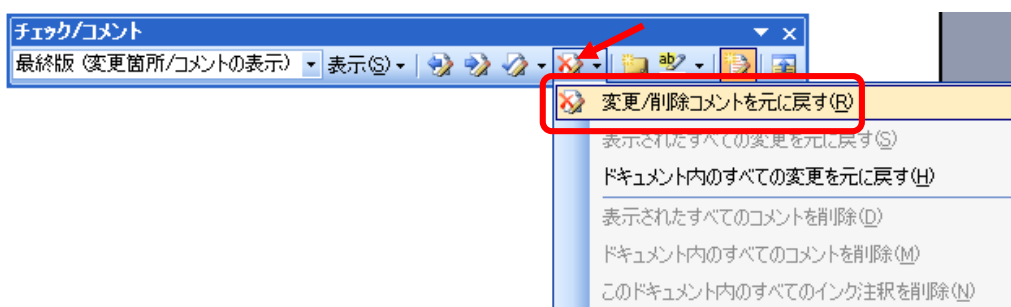 チェック/コメント
最終版 (変更箇所/コメントの表示) 表示(S)
変更/削除コメントを元に戻す(R)
表示されたすべての変更を元に戻す(S)
ドキュメント内のすべての変更を元に戻す(H)
表示されたすべてのコメントを削除(D)
ドキュメント内のすべてのコメントを削除(M)
このドキュメント内のすべてのインク注釈を削除(N)